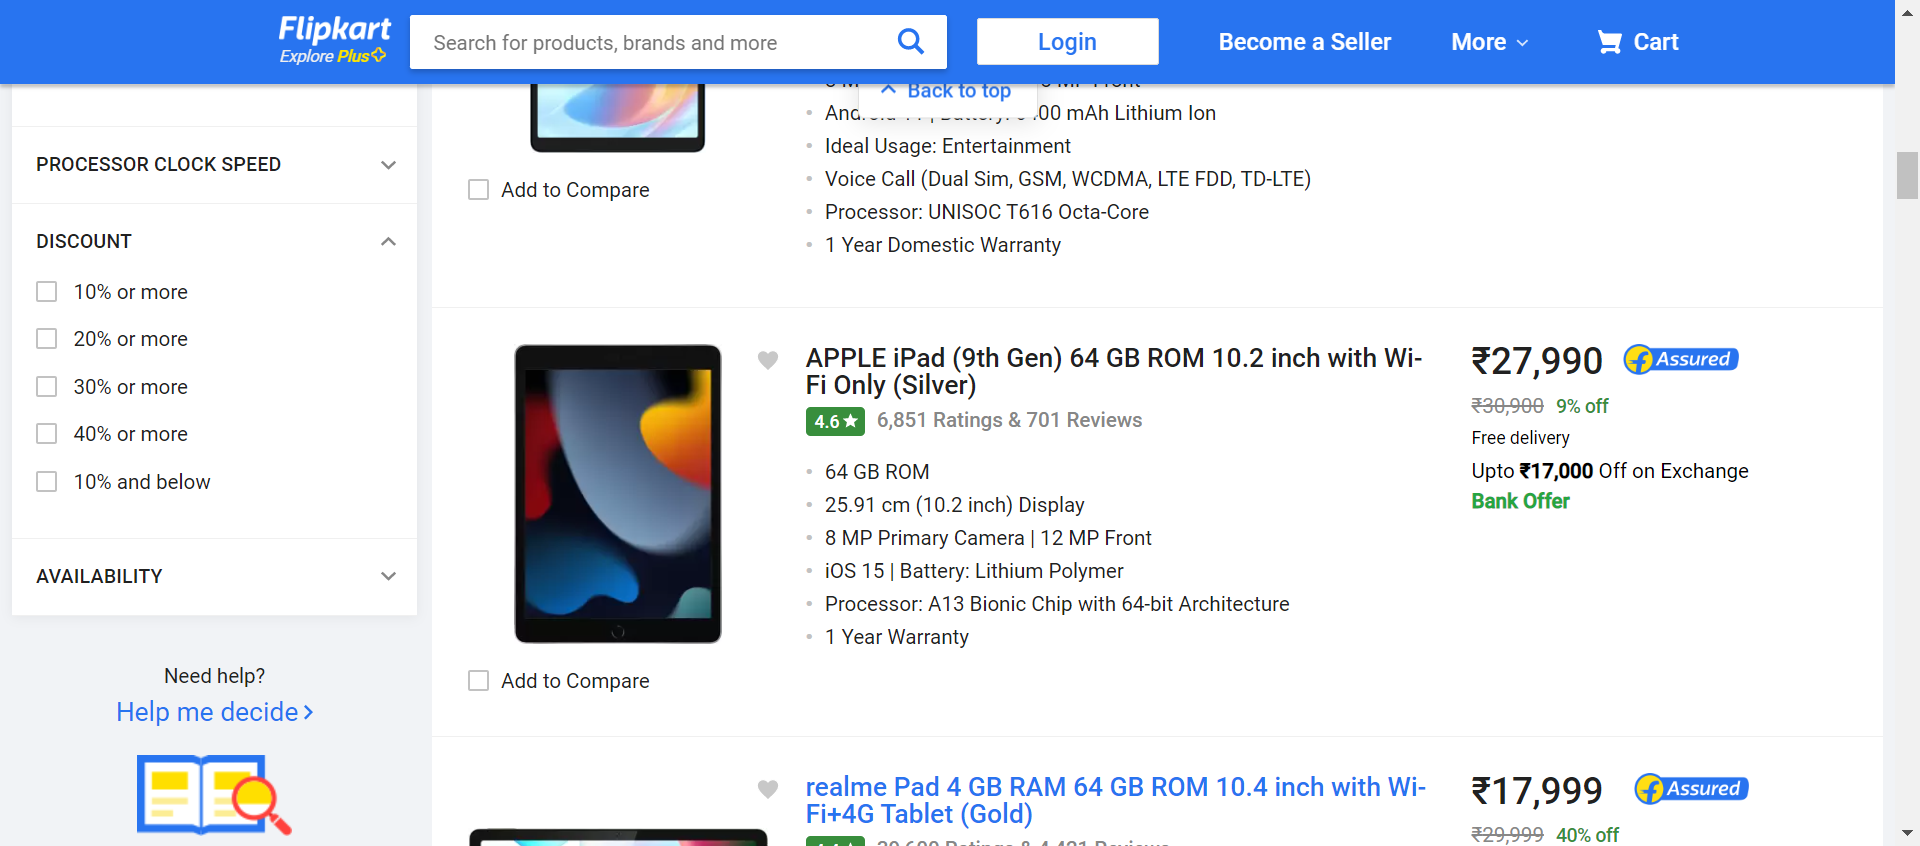 Flipkart
Explore Plus
Search for products, brands and more
Login
Become a Seller
More
Cart
Back to top
PROCESSOR CLOCK SPEED
DISCOUNT
10% or more
20% or more
30% or more
40% or more
10% and below
AVAILABILITY
Need help?
Help me decide
00 mAh Lithium Ion
Ideal Usage: Entertainment
Voice Call (Dual Sim, GSM, WCDMA, LTE FDD, TD-LTE)
Processor: UNISOC T616 Octa-Core
1 Year Domestic Warranty
Add to Compare
APPLE iPad (9th Gen) 64 GB ROM 10.2 inch with Wi-
Fi Only (Silver)
4.6 ★ 6,851 Ratings & 701 Reviews
64 GB ROM
25.91 cm (10.2 inch) Display
8 MP Primary Camera | 12 MP Front
iOS 15 | Battery: Lithium Polymer
Processor: A13 Bionic Chip with 64-bit Architecture
1 Year Warranty
Add to Compare
₹27,990 Assured
₹30,900 9% off
Free delivery
Upto ₹17,000 Off on Exchange
Bank Offer
realme Pad 4 GB RAM 64 GB ROM 10.4 inch with Wi-
Fi+4G Tablet (Gold)
₹17,999 Assured
₹29,999 40% off